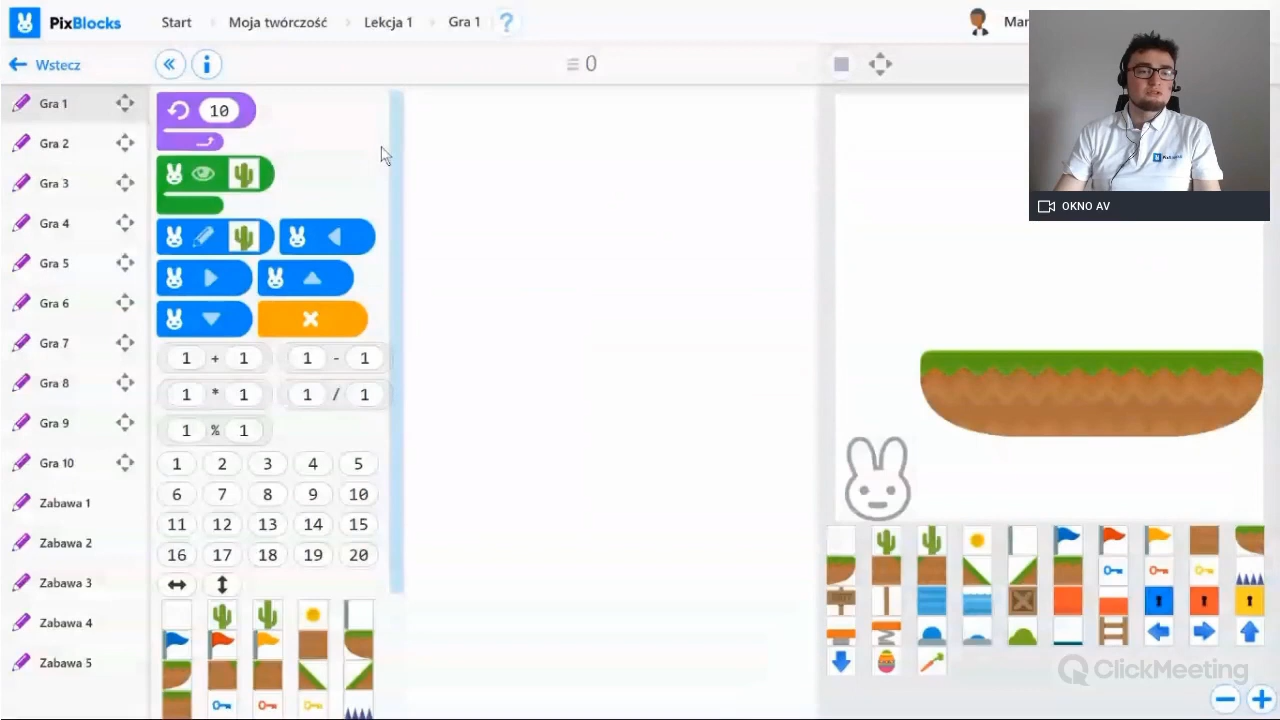 PixBlocks Start Moja twórczość Lekcja 1 Gra 1 ? Mar
Wstecz 0
Gra 1
Gra 2
Gra 3
Gra 4
Gra 5
Gra 6
Gra 7
Gra 8
Gra 9
Gra 10
Zabawa 1
Zabawa 2
Zabawa 3
Zabawa 4
Zabawa 5
10
1 + 1 1 - 1
1 * 1 1 / 1
1 % 1
1 2 3 4 5
6 7 8 9 10
11 12 13 14 15
16 17 18 19 20
OKNO AV
ClickMeeting